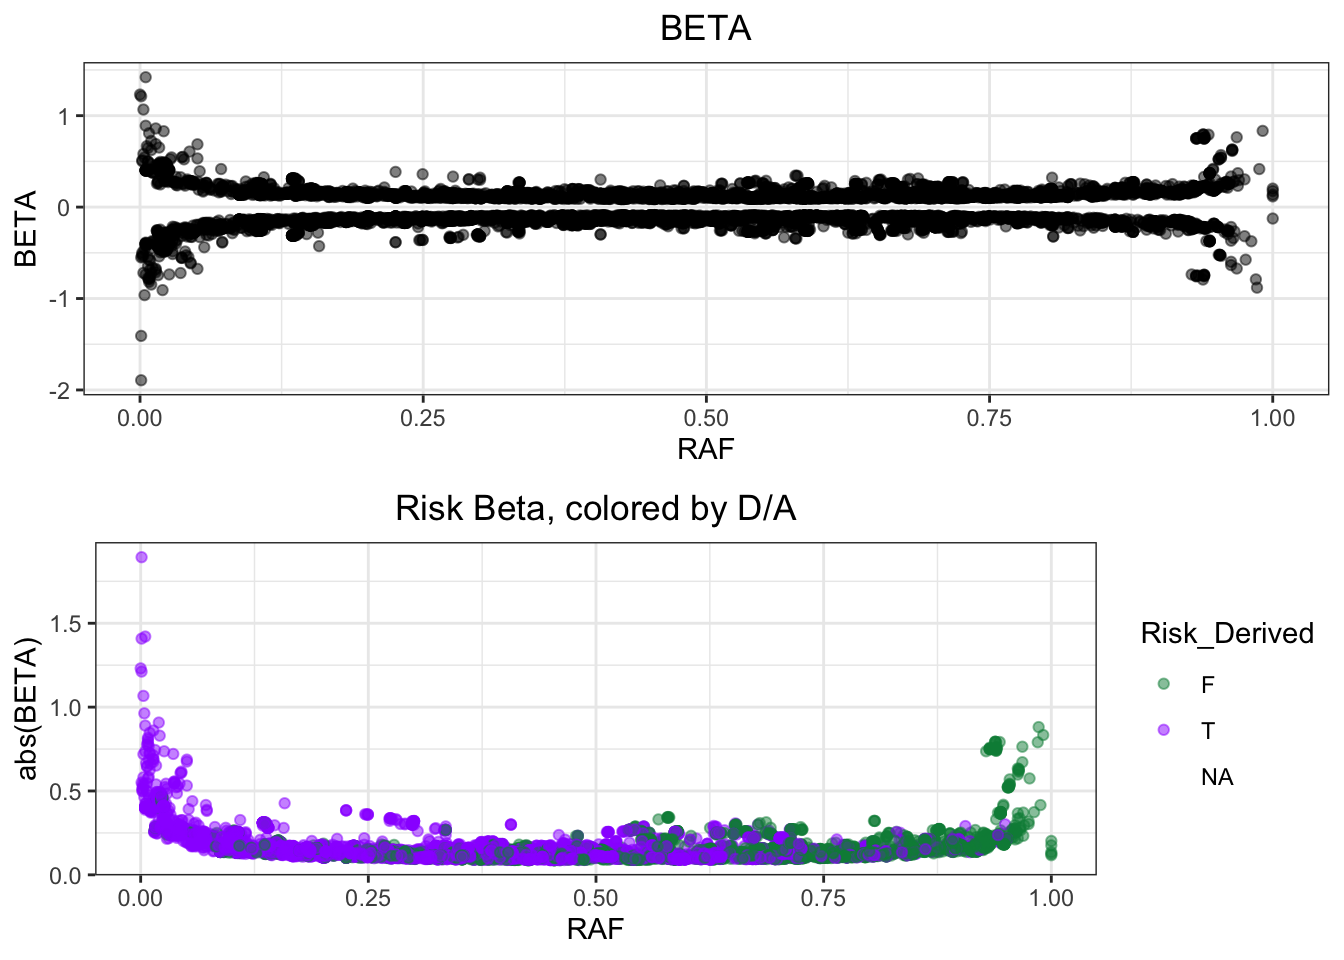 BETA
1
0
-1
-2
BETA
0.00 0.25 0.50 0.75 1.00
RAF
Risk Beta, colored by D/A
1.5
1.0
0.5
0.0
abs(BETA)
0.00 0.25 0.50 0.75 1.00
RAF
Risk_Derived
F
T
NA